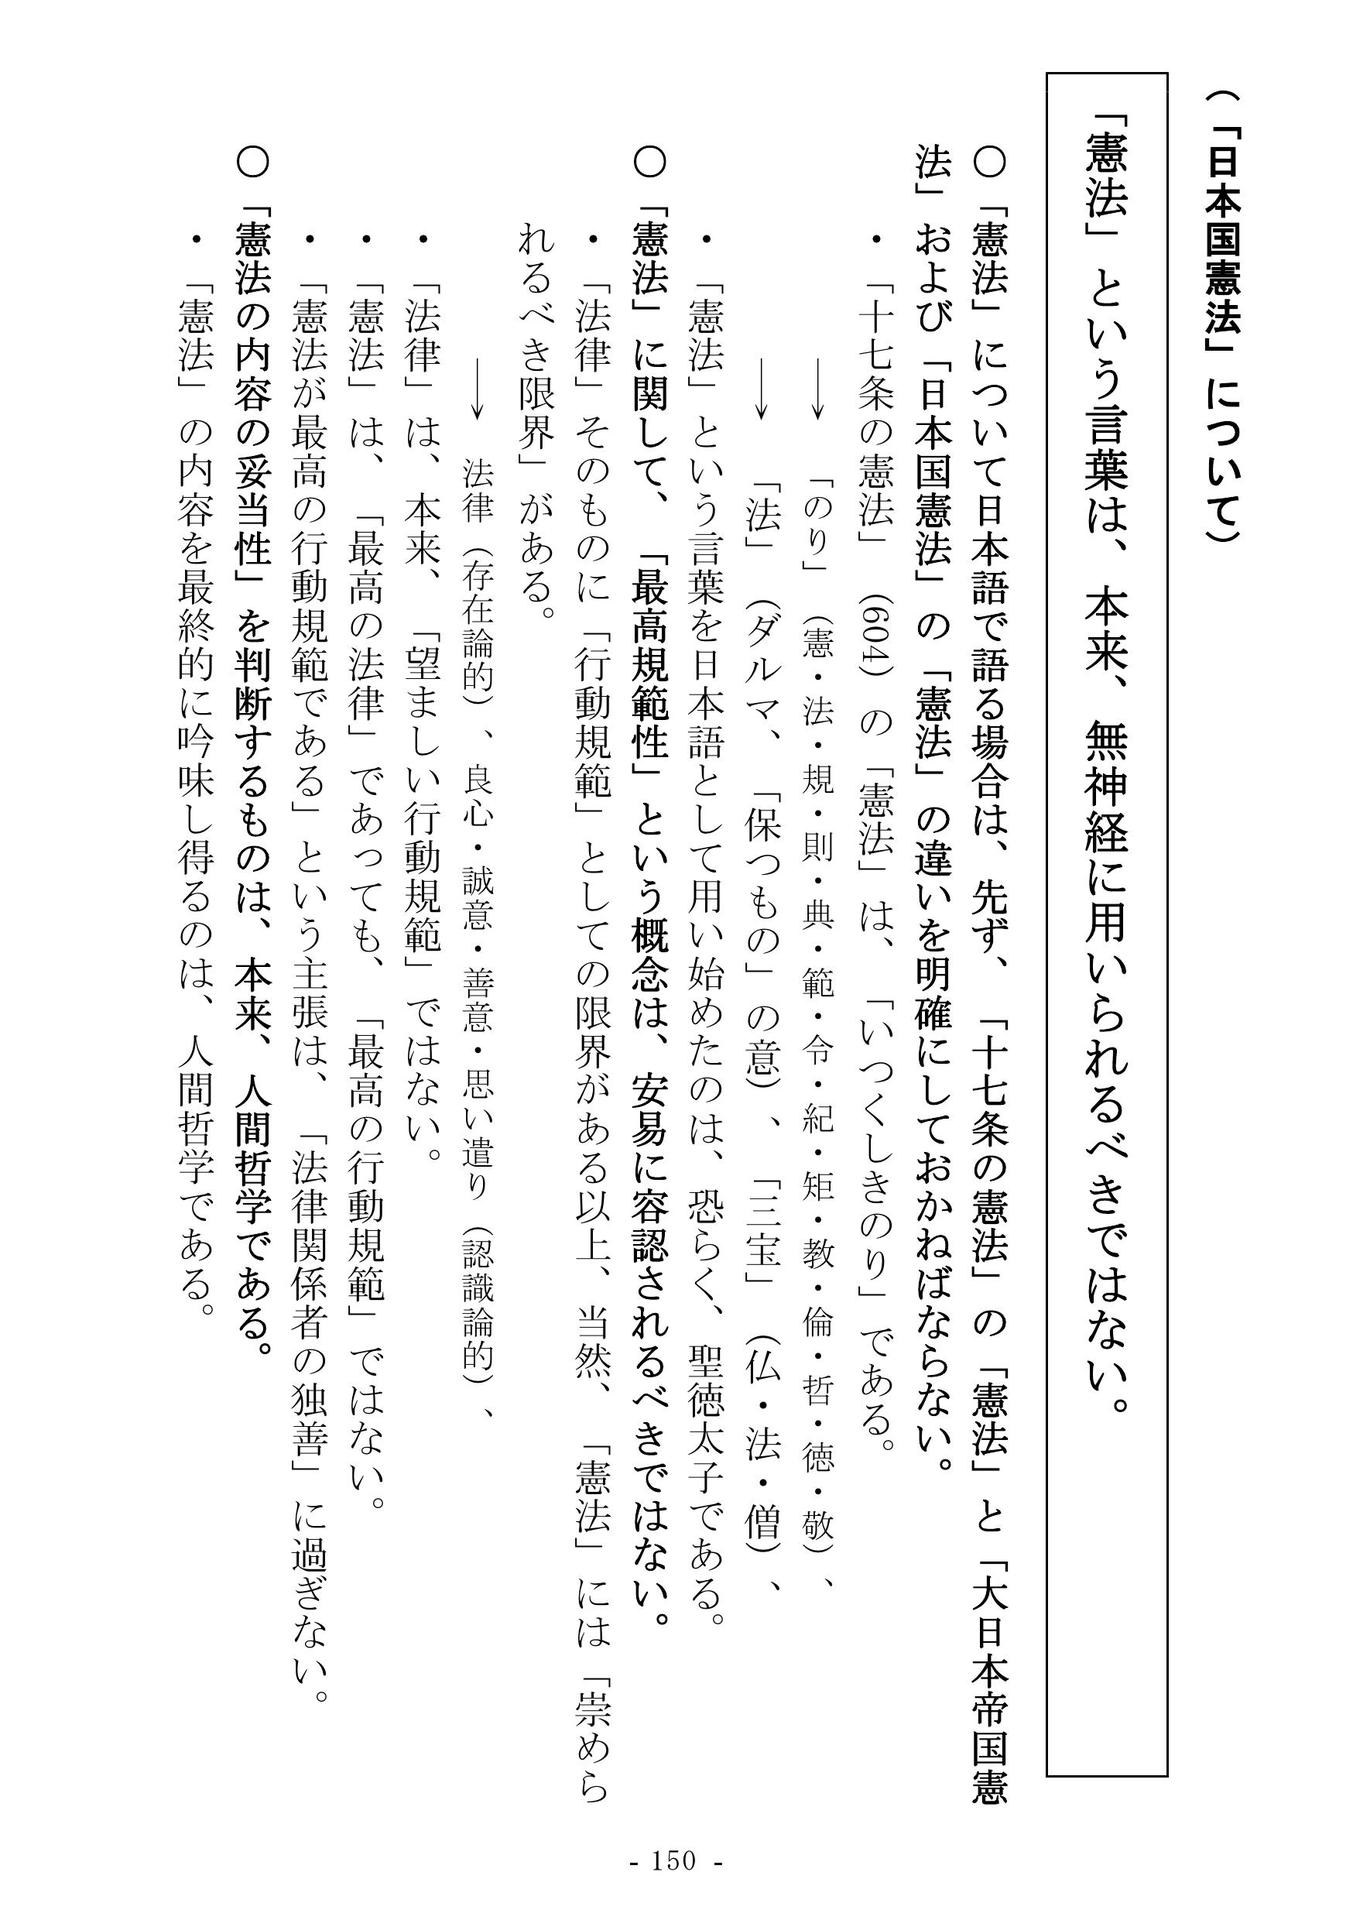 (「日本国憲法」について)
「憲法」という言葉は、本来、無神経に用いられるべきではない。
○「憲法」について日本語で語る場合は、先ず、「十七条の憲法」の「憲法」と「大日本帝国憲
法」および「日本国憲法」の「憲法」の違いを明確にしておかねばならない。
・「十七条の憲法」(604)の「憲法」は、「いつくしきのり」である。
→「のり」(憲・法・規・則・典・範・令・紀・矩・教・倫・哲・徳・敬)、
→「法」(ダルマ、「保つもの」の意)、「三宝」(仏・法・僧)、
・「憲法」という言葉を日本語として用い始めたのは、恐らく、聖徳太子である。
○「憲法」に関して、「最高規範性」という概念は、安易に容認されるべきではない。
・「法律」そのものに「行動規範」としての限界がある以上、当然、「憲法」には「崇めら
れるべき限界」がある。
→法律(存在論的)、良心・誠意・善意・思い遣り(認識論的)、
・「法律」は、本来、「望ましい行動規範」ではない。
・「憲法」は、「最高の法律」であっても、「最高の行動規範」ではない。
・「憲法が最高の行動規範である」という主張は、「法律関係者の独善」に過ぎない。
○「憲法の内容の妥当性」を判断するものは、本来、人間哲学である。
・「憲法」の内容を最終的に吟味し得るのは、人間哲学である。
- 150 -